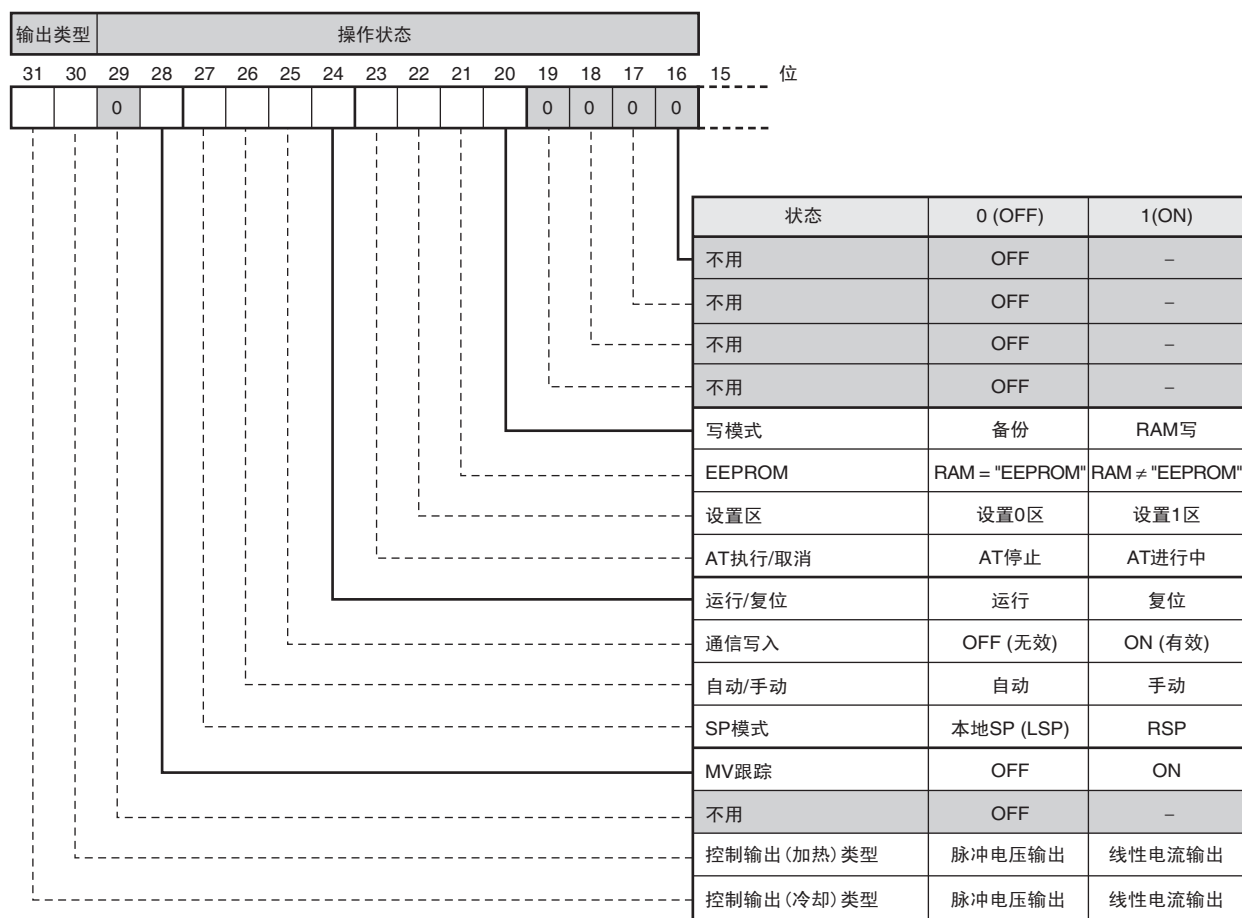 输出类型 操作状态
31 30 29 28 27 26 25 24 23 22 21 20 19 18 17 16 15 位
0 0 0 0 0
状态 0 (OFF) 1(ON)
不用 OFF –
不用 OFF –
不用 OFF –
不用 OFF –
写模式 备份 RAM写
EEPROM RAM = "EEPROM" RAM ≠ "EEPROM"
设置区 设置0区 设置1区
AT执行/取消 AT停止 AT进行中
运行/复位 运行 复位
通信写入 OFF (无效) ON (有效)
自动/手动 自动 手动
SP模式 本地SP (LSP) RSP
MV跟踪 OFF ON
不用 OFF –
控制输出(加热)类型 脉冲电压输出 线性电流输出
控制输出(冷却)类型 脉冲电压输出 线性电流输出